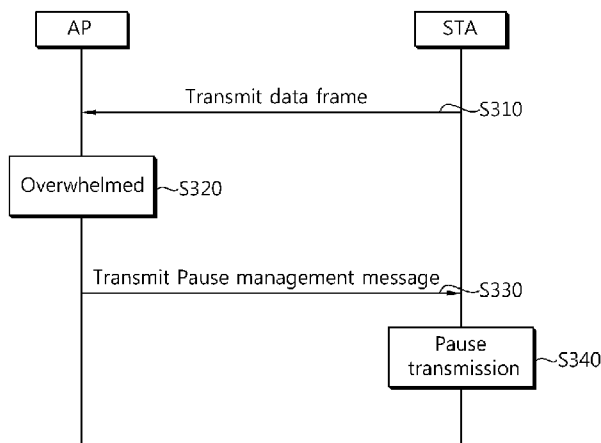 AP
STA
Transmit data frame
S310
Overwhelmed
S320
Transmit Pause management message
S330
Pause
transmission
S340